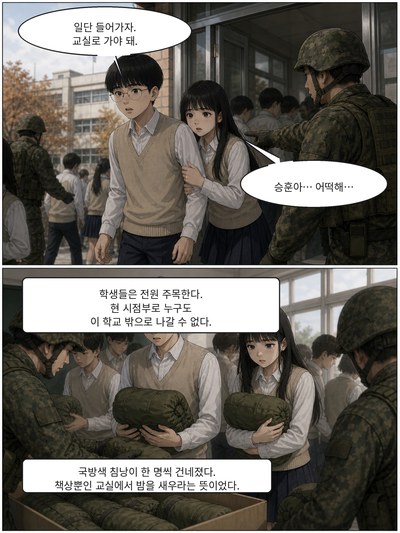 일단 들어가자.
교실로 가야 돼.
승훈아… 어떡해…
학생들은 전원 주목한다.
현 시점부로 누구도
이 학교 밖으로 나갈 수 없다.
국방색 침낭이 한 명씩 건네졌다.
책상뿐인 교실에서 밤을 새우라는 뜻이었다.